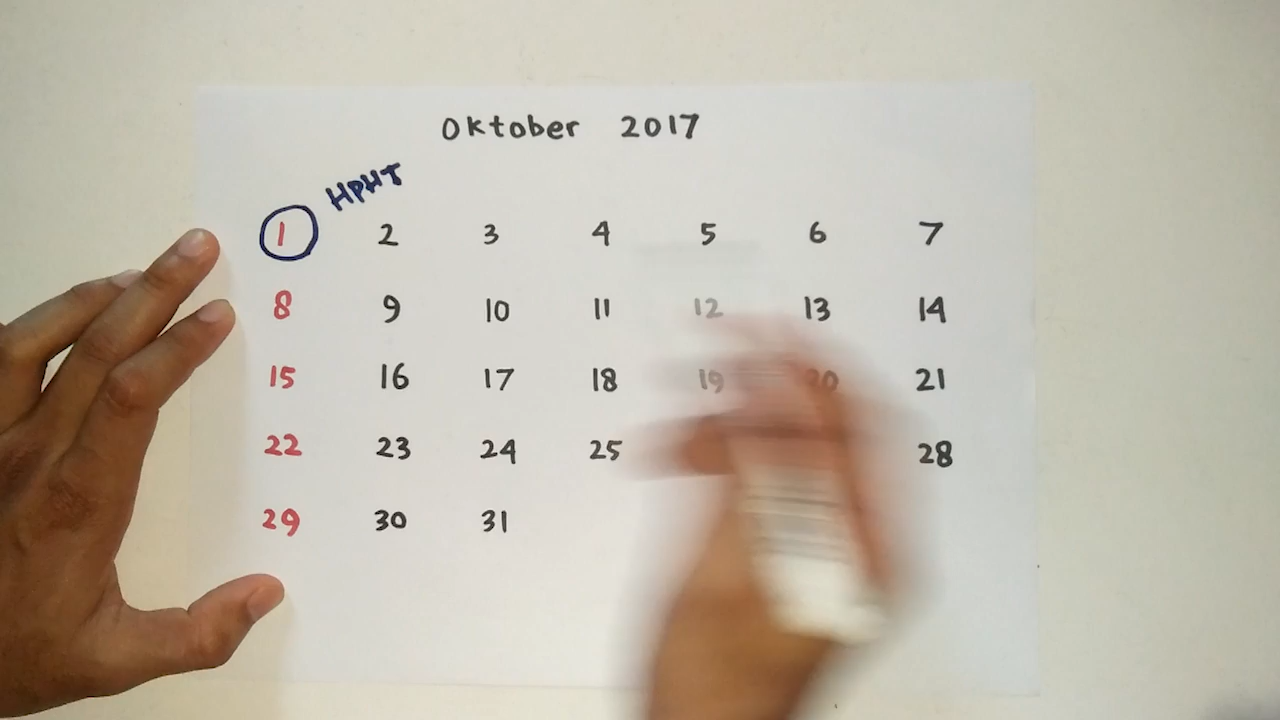 Oktober 2017
HPHT
1 2 3 4 5 6 7
8 9 10 11 12 13 14
15 16 17 18 19 20 21
22 23 24 25 28
29 30 31